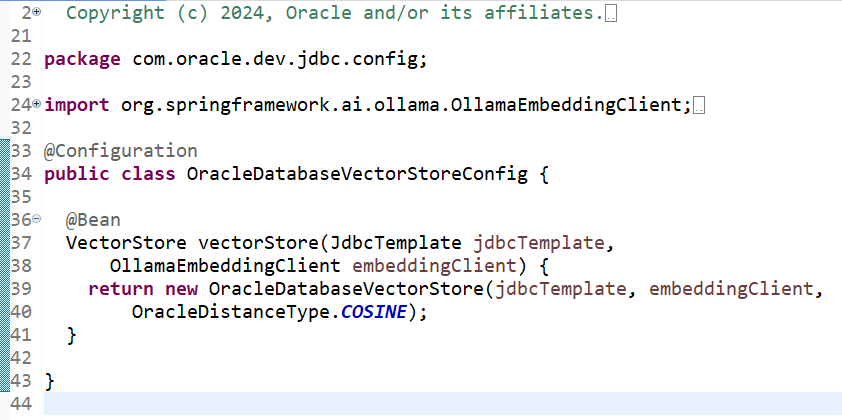 2 Copyright (c) 2024, Oracle and/or its affiliates.
21
22 package com.oracle.dev.jdbc.config;
23
24 import org.springframework.ai.ollama.OllamaEmbeddingClient;
32
33 @Configuration
34 public class OracleDatabaseVectorStoreConfig {
35
36 @Bean
37 VectorStore vectorStore(JdbcTemplate jdbcTemplate,
38 OllamaEmbeddingClient embeddingClient) {
39 return new OracleDatabaseVectorStore(jdbcTemplate, embeddingClient,
40 OracleDistanceType.COSINE);
41 }
42
43 }
44